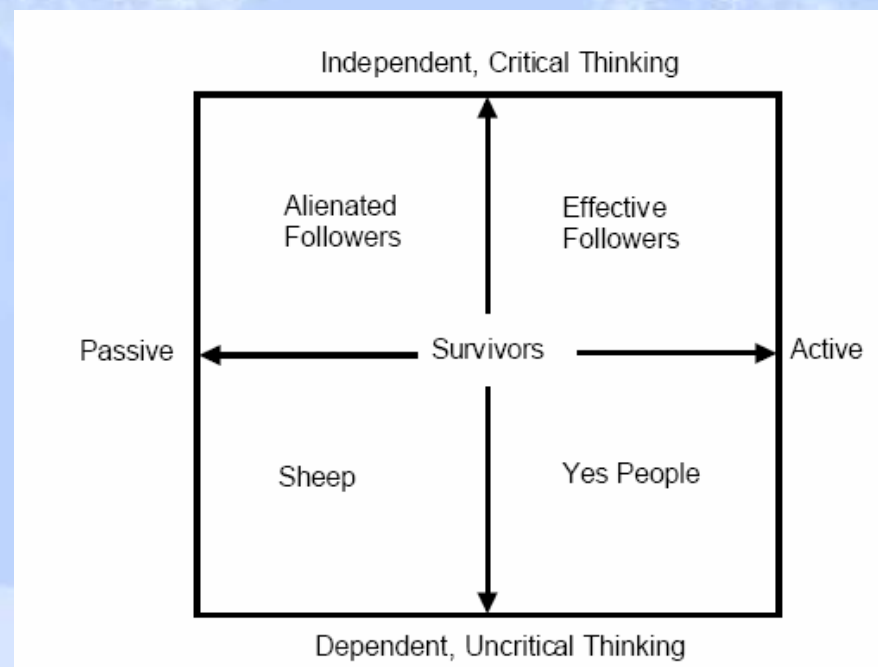 Independent, Critical Thinking
Alienated
Followers
Effective
Followers
Passive
Survivors
Active
Sheep
Yes People
Dependent, Uncritical Thinking